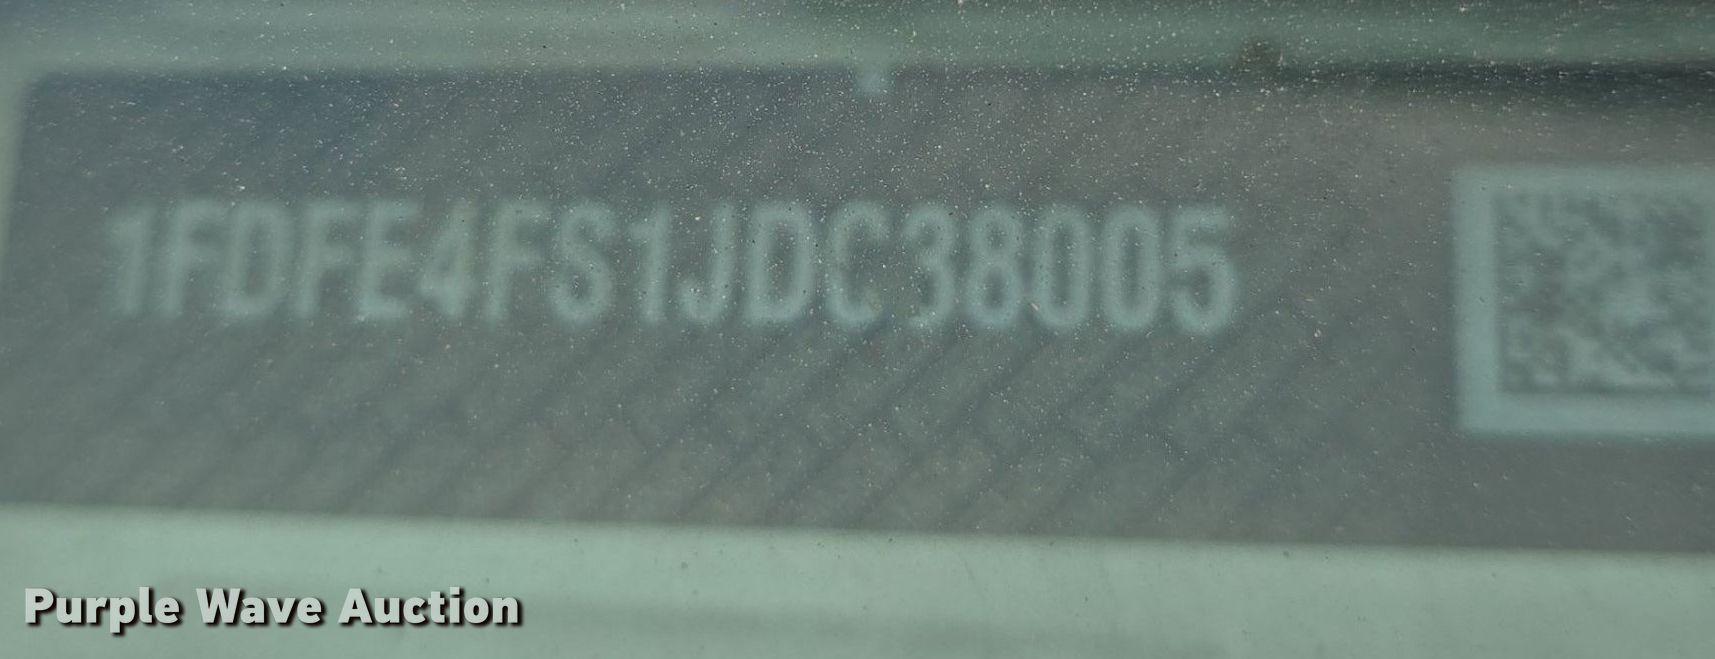 1FDFE4FS1JDC38005
Purple Wave Auction